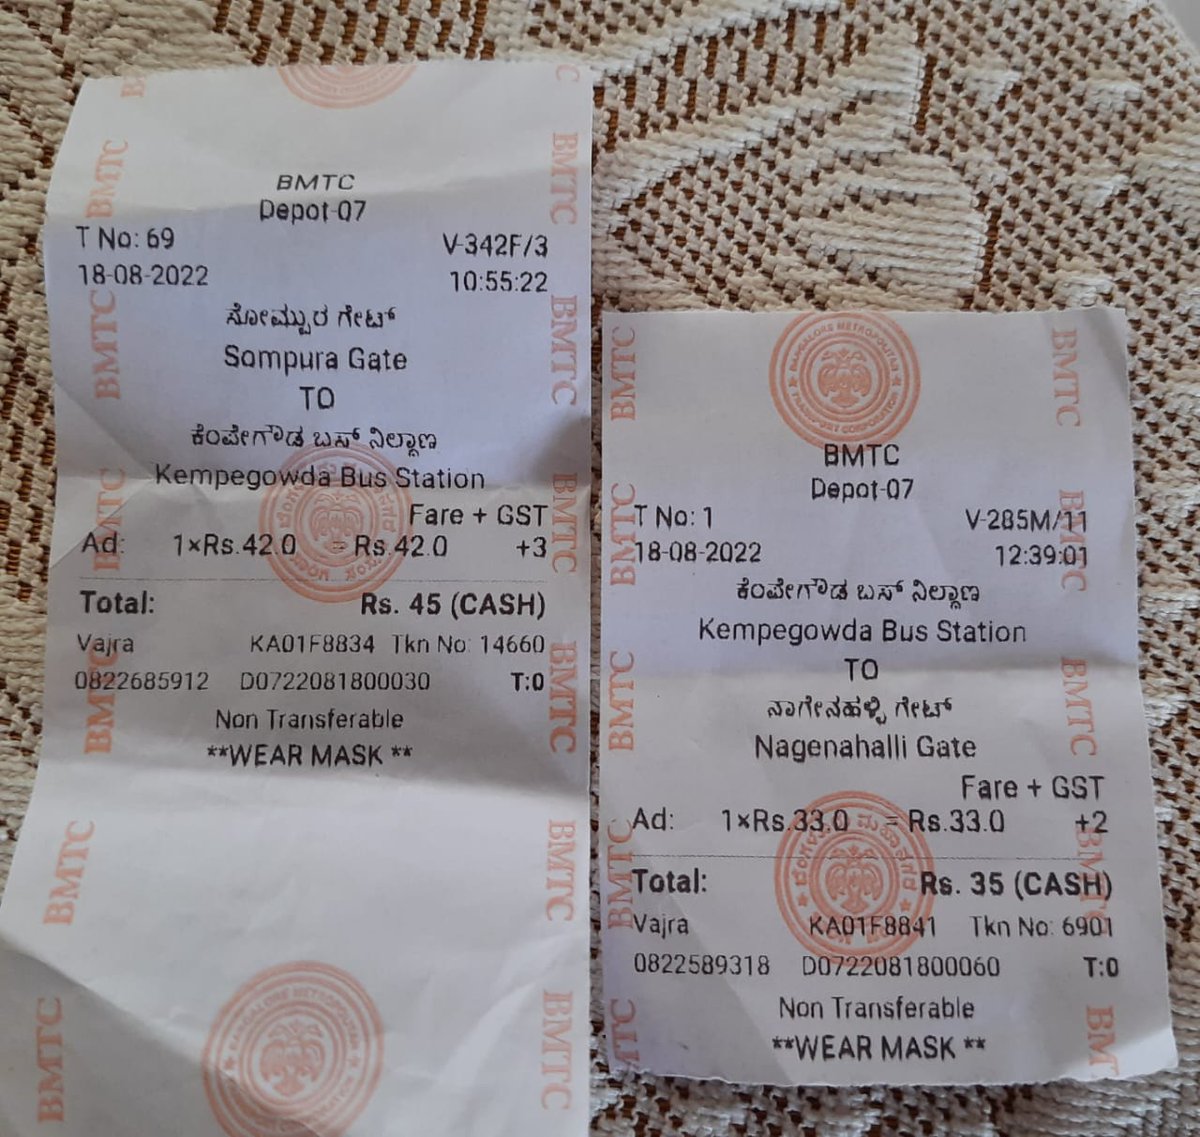 BMTC
Depot-07
T No: 69 V-342F/3
18-08-2022 10:55:22
ಸೋಮ್ಪುರ ಗೇಟ್
Sompura Gate
TO
ಕೆಂಪೇಗೌಡ ಬಸ್ ನಿಲ್ದಾಣ
Kempegowda Bus Station
Fare + GST
Ad: 1×Rs.42.0 = Rs.42.0 +3
Total: Rs. 45 (CASH)
Vajra KA01F8834 Tkn No: 14660
0822685912 D0722081800030 T:0
Non Transferable
**WEAR MASK **
BMTC
Depot-07
T No: 1 V-285M/11
18-08-2022 12:39:01
ಕೆಂಪೇಗೌಡ ಬಸ್ ನಿಲ್ದಾಣ
Kempegowda Bus Station
TO
ನಾಗೇನಹಳ್ಳಿ ಗೇಟ್
Nagenahalli Gate
Fare + GST
Ad: 1×Rs.33.0 = Rs.33.0 +2
Total: Rs. 35 (CASH)
Vajra KA01F8841 Tkn No: 6901
0822589318 D0722081800060 T:0
Non Transferable
**WEAR MASK **